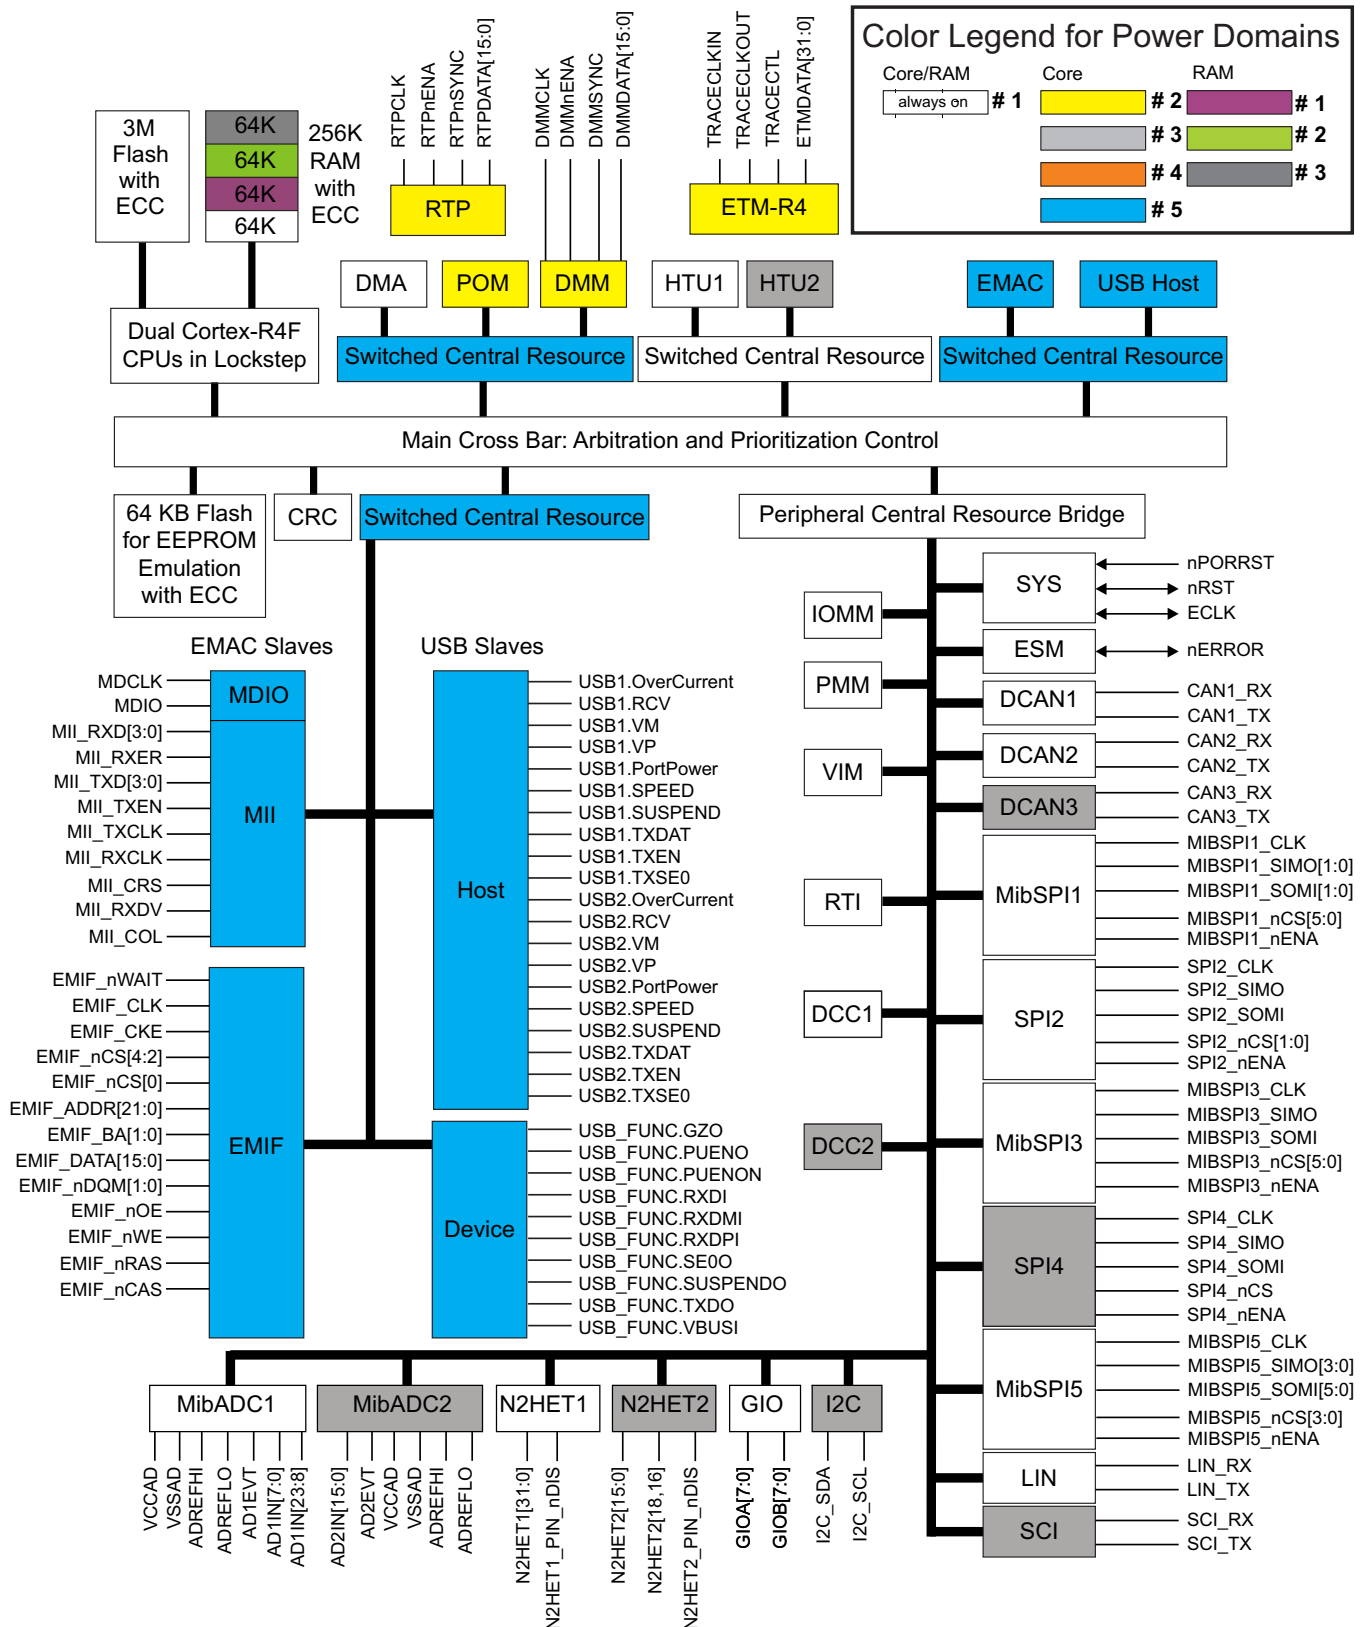 Color Legend for Power Domains
Core/RAM
Core
RAM
always on
# 1
# 2
# 1
# 3
# 2
# 4
# 3
# 5
3M
Flash
with
ECC
64K
64K
64K
64K
256K
RAM
with
ECC
RTPCLK
RTPnENA
RTPnSYNC
RTPDATA[15:0]
RTP
DMMCLK
DMMnENA
DMMSYNC
DMMDATA[15:0]
TRACECLKIN
TRACECLKOUT
TRACECTL
ETMDATA[31:0]
ETM-R4
DMA
POM
DMM
HTU1
HTU2
EMAC
USB Host
Dual Cortex-R4F
CPUs in Lockstep
Switched Central Resource
Switched Central Resource
Switched Central Resource
Main Cross Bar: Arbitration and Prioritization Control
64 KB Flash
for EEPROM
Emulation
with ECC
CRC
Switched Central Resource
Peripheral Central Resource Bridge
EMAC Slaves
USB Slaves
MDCLK
MDIO
MDIO
MII_RXD[3:0]
MII_RXER
MII_TXD[3:0]
MII_TXEN
MII_TXCLK
MII_RXCLK
MII_CRS
MII_RXDV
MII_COL
MII
EMIF_nWAIT
EMIF_CLK
EMIF_CKE
EMIF_nCS[4:2]
EMIF_nCS[0]
EMIF_ADDR[21:0]
EMIF_BA[1:0]
EMIF_DATA[15:0]
EMIF_nDQM[1:0]
EMIF_nOE
EMIF_nWE
EMIF_nRAS
EMIF_nCAS
EMIF
Host
USB1.OverCurrent
USB1.RCV
USB1.VM
USB1.VP
USB1.PortPower
USB1.SPEED
USB1.SUSPEND
USB1.TXDAT
USB1.TXEN
USB1.TXSE0
USB2.OverCurrent
USB2.RCV
USB2.VM
USB2.VP
USB2.PortPower
USB2.SPEED
USB2.SUSPEND
USB2.TXDAT
USB2.TXEN
USB2.TXSE0
Device
USB_FUNC.GZO
USB_FUNC.PUENO
USB_FUNC.PUENON
USB_FUNC.RXDI
USB_FUNC.RXDMI
USB_FUNC.RXDPI
USB_FUNC.SE0O
USB_FUNC.SUSPENDO
USB_FUNC.TXDO
USB_FUNC.VBUSI
IOMM
PMM
VIM
RTI
DCC1
DCC2
SYS
nPORRST
nRST
ECLK
ESM
nERROR
DCAN1
CAN1_RX
CAN1_TX
DCAN2
CAN2_RX
CAN2_TX
DCAN3
CAN3_RX
CAN3_TX
MibSPI1
MIBSPI1_CLK
MIBSPI1_SIMO[1:0]
MIBSPI1_SOMI[1:0]
MIBSPI1_nCS[5:0]
MIBSPI1_nENA
SPI2
SPI2_CLK
SPI2_SIMO
SPI2_SOMI
SPI2_nCS[1:0]
SPI2_nENA
MibSPI3
MIBSPI3_CLK
MIBSPI3_SIMO
MIBSPI3_SOMI
MIBSPI3_nCS[5:0]
MIBSPI3_nENA
SPI4
SPI4_CLK
SPI4_SIMO
SPI4_SOMI
SPI4_nCS
SPI4_nENA
MibSPI5
MIBSPI5_CLK
MIBSPI5_SIMO[3:0]
MIBSPI5_SOMI[5:0]
MIBSPI5_nCS[3:0]
MIBSPI5_nENA
LIN
LIN_RX
LIN_TX
SCI
SCI_RX
SCI_TX
MibADC1
MibADC2
N2HET1
N2HET2
GIO
I2C
VCCAD
VSSAD
ADREFHI
ADREFLO
AD1EVT
AD1IN[7:0]
AD1IN[23:8]
AD2IN[15:0]
AD2EVT
VCCAD
VSSAD
ADREFHI
ADREFLO
N2HET1[31:0]
N2HET1_PIN_nDIS
N2HET2[15:0]
N2HET2[18,16]
N2HET2_PIN_nDIS
GIOA[7:0]
GIOB[7:0]
I2C_SDA
I2C_SCL